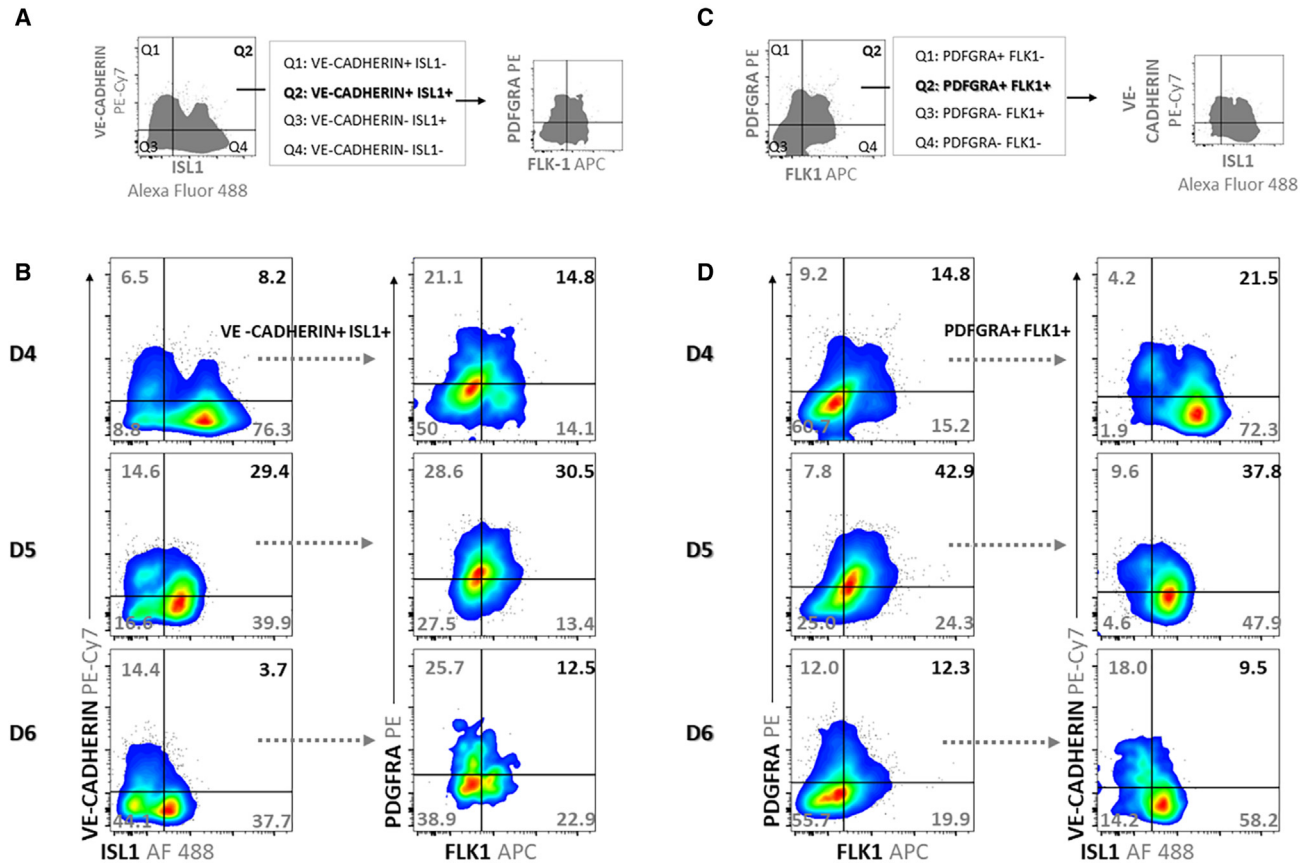 A
VE-CADHERIN
PE-Cy7
Q1
Q2
Q3
Q4
ISL1
Alexa Fluor 488
Q1: VE-CADHERIN+ ISL1-
Q2: VE-CADHERIN+ ISL1+
Q3: VE-CADHERIN- ISL1+
Q4: VE-CADHERIN- ISL1-
PDFGRA PE
FLK-1 APC
C
PDFGRA PE
Q1
Q2
Q3
Q4
FLK1 APC
Q1: PDFGRA+ FLK1-
Q2: PDFGRA+ FLK1+
Q3: PDFGRA- FLK1+
Q4: PDFGRA- FLK1-
VE-
CADHERIN
PE-Cy7
ISL1
Alexa Fluor 488
B
D4
6.5
8.2
8.8
76.3
VE -CADHERIN+ ISL1+
21.1
14.8
50
14.1
D5
14.6
29.4
16.6
39.9
28.6
30.5
27.5
13.4
D6
14.4
3.7
44.1
37.7
25.7
12.5
38.9
22.9
VE-CADHERIN PE-Cy7
ISL1 AF 488
PDGFRA PE
FLK1 APC
D
D4
9.2
14.8
60.7
15.2
PDFGRA+ FLK1+
4.2
21.5
1.9
72.3
D5
7.8
42.9
25.0
24.3
9.6
37.8
4.6
47.9
D6
12.0
12.3
55.7
19.9
18.0
9.5
14.2
58.2
PDGFRA PE
FLK1 APC
VE-CADHERIN PE-Cy7
ISL1 AF 488